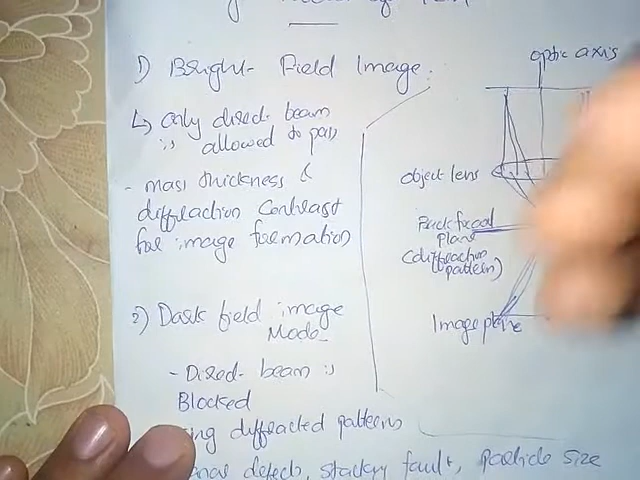 1) Bright- Field Image.
↳ only direct beam
is allowed to pass
- mass thickness &
diffraction Contrast
for image formation
2) Dark field image
Mode
- Direct beam is
Blocked
diffracted patterns
defects, stacking fault, particle size
optic axis
object lens
Back focal
Plane
(diffraction
pattern)
Image plane